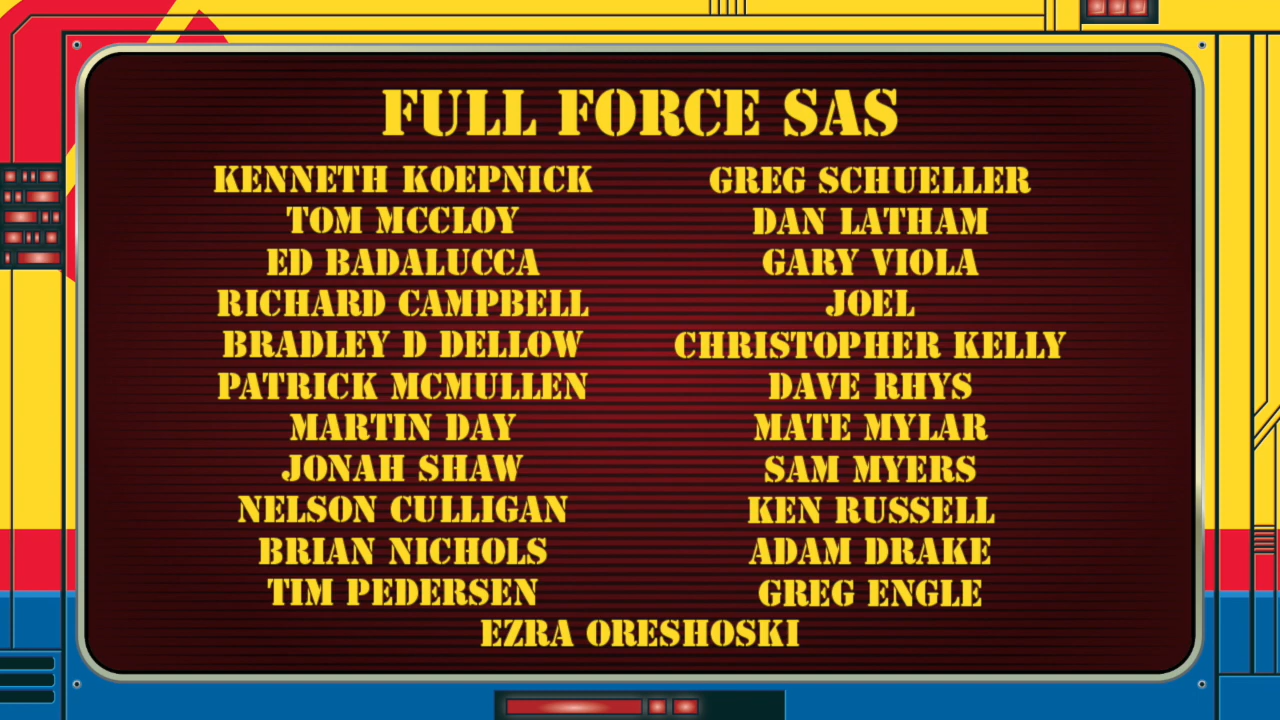 FULL FORCE SAS
KENNETH KOEPNICK
TOM MCCLOY
ED BADALUCCA
RICHARD CAMPBELL
BRADLEY D DELLOW
PATRICK MCMULLEN
MARTIN DAY
JONAH SHAW
NELSON CULLIGAN
BRIAN NICHOLS
TIM PEDERSEN
GREG SCHUELLER
DAN LATHAM
GARY VIOLA
JOEL
CHRISTOPHER KELLY
DAVE RHYS
MATE MYLAR
SAM MYERS
KEN RUSSELL
ADAM DRAKE
GREG ENGLE
EZRA ORESHOSKI